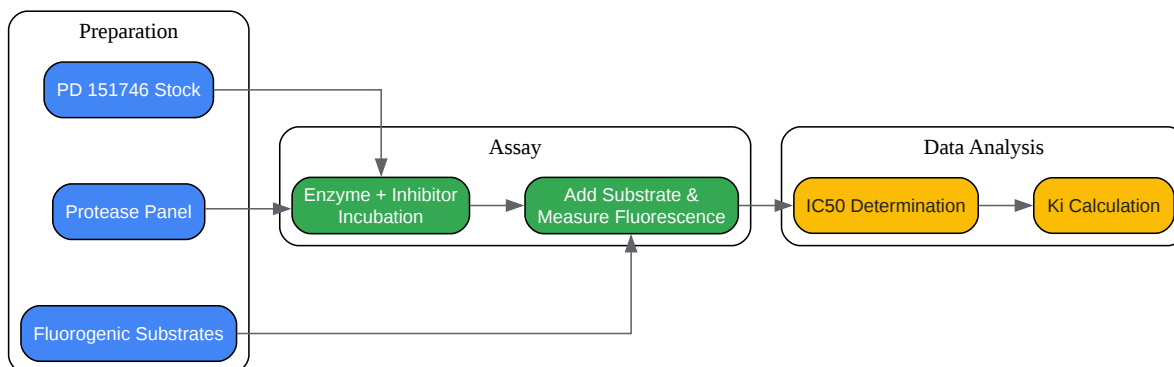 Preparation
PD 151746 Stock
Protease Panel
Fluorogenic Substrates
Assay
Enzyme + Inhibitor
Incubation
Add Substrate &
Measure Fluorescence
Data Analysis
IC50 Determination
Ki Calculation